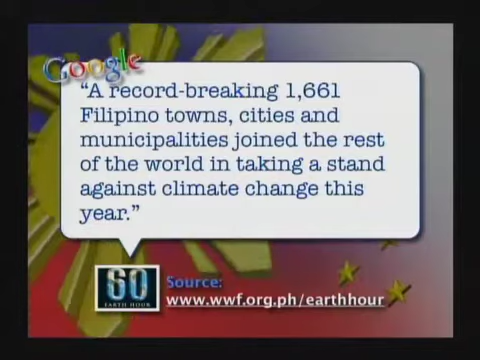 Google
“A record-breaking 1,661
Filipino towns, cities and
municipalities joined the rest
of the world in taking a stand
against climate change this
year.”
60
EARTH HOUR
Source:
www.wwf.org.ph/earthhour